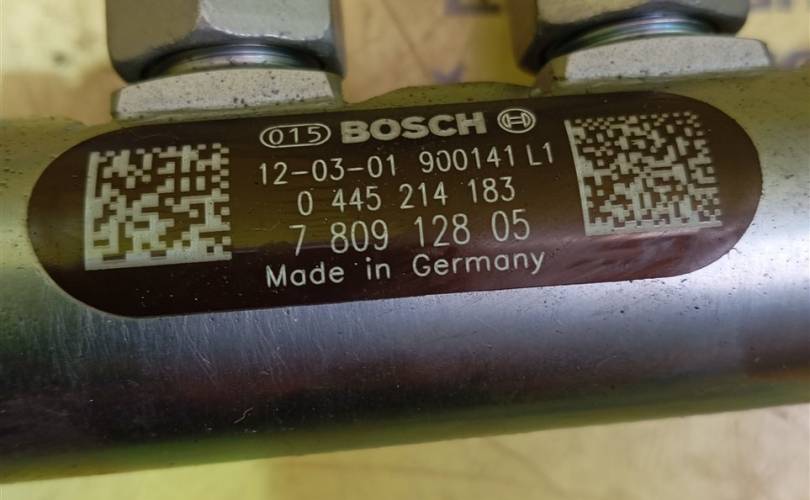 015 BOSCH
12-03-01 900141 L1
0 445 214 183
7 809 128 05
Made in Germany